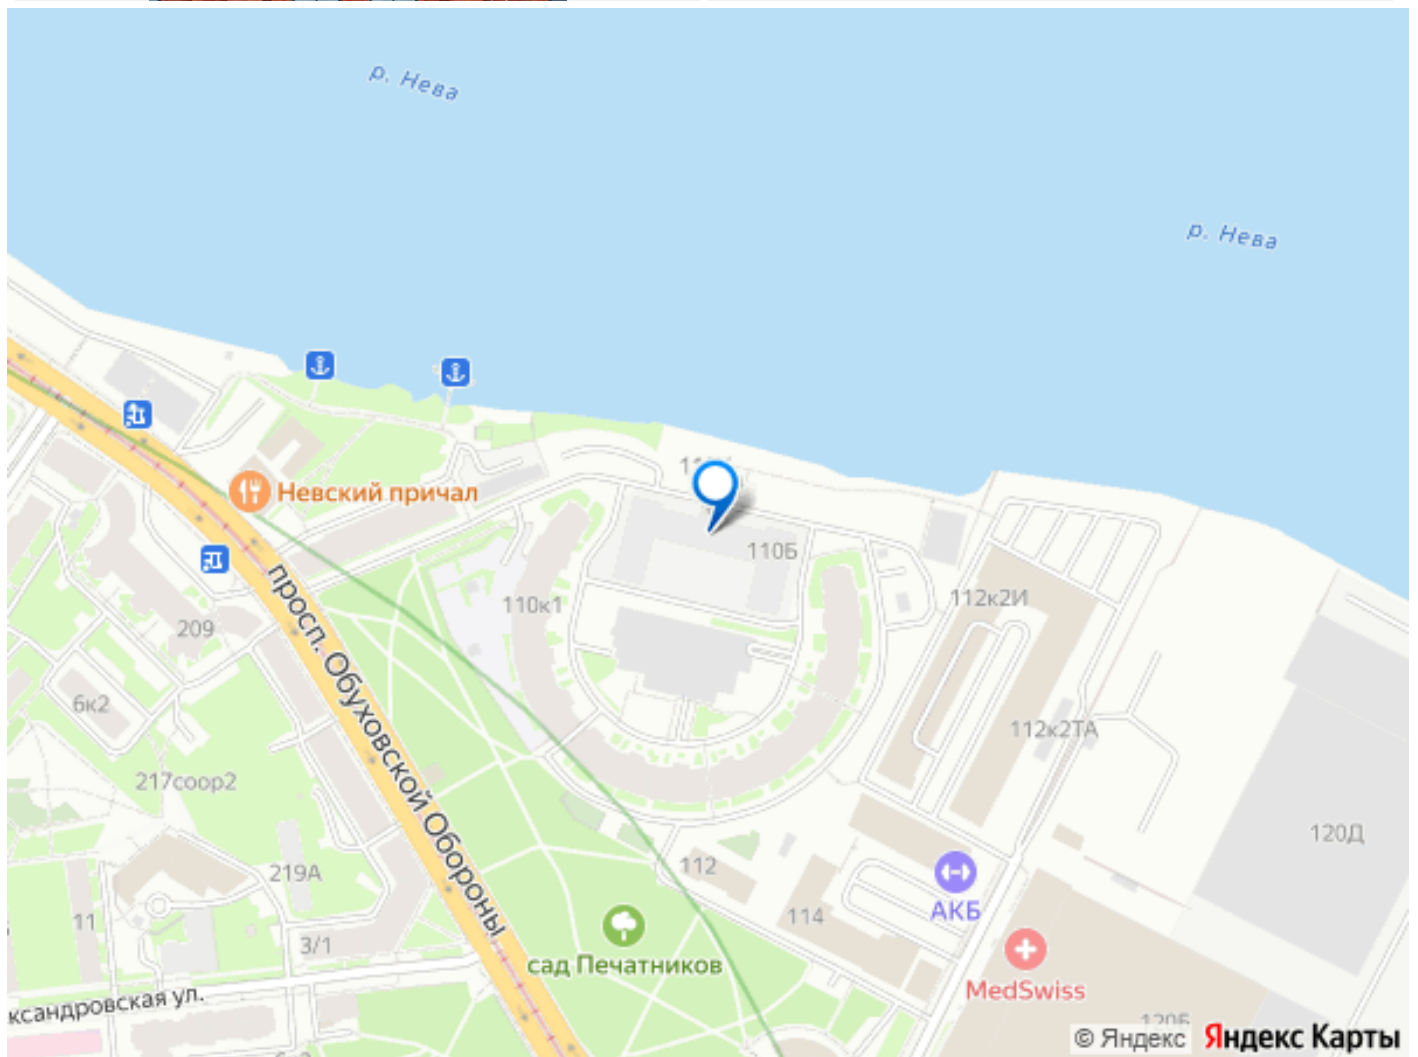 р. Нева
р. Нева
Невский причал
110Б
110к1
112к2И
209
просп. Обуховской Обороны
6к2
112к2ТА
217соор2
120Д
219А
112
АКБ
11
114
3/1
сад Печатников
MedSwiss
ксандровская ул.
120Б
© Яндекс Яндекс Карты